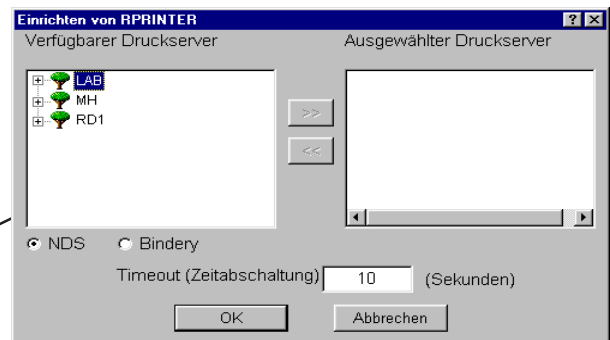 Einrichten von RPRINTER
Verfügbarer Druckserver Ausgewählter Druckserver
LAB
MH
RD1
>>
<<
NDS Bindery
Timeout (Zeitabschaltung) 10 (Sekunden)
OK Abbrechen